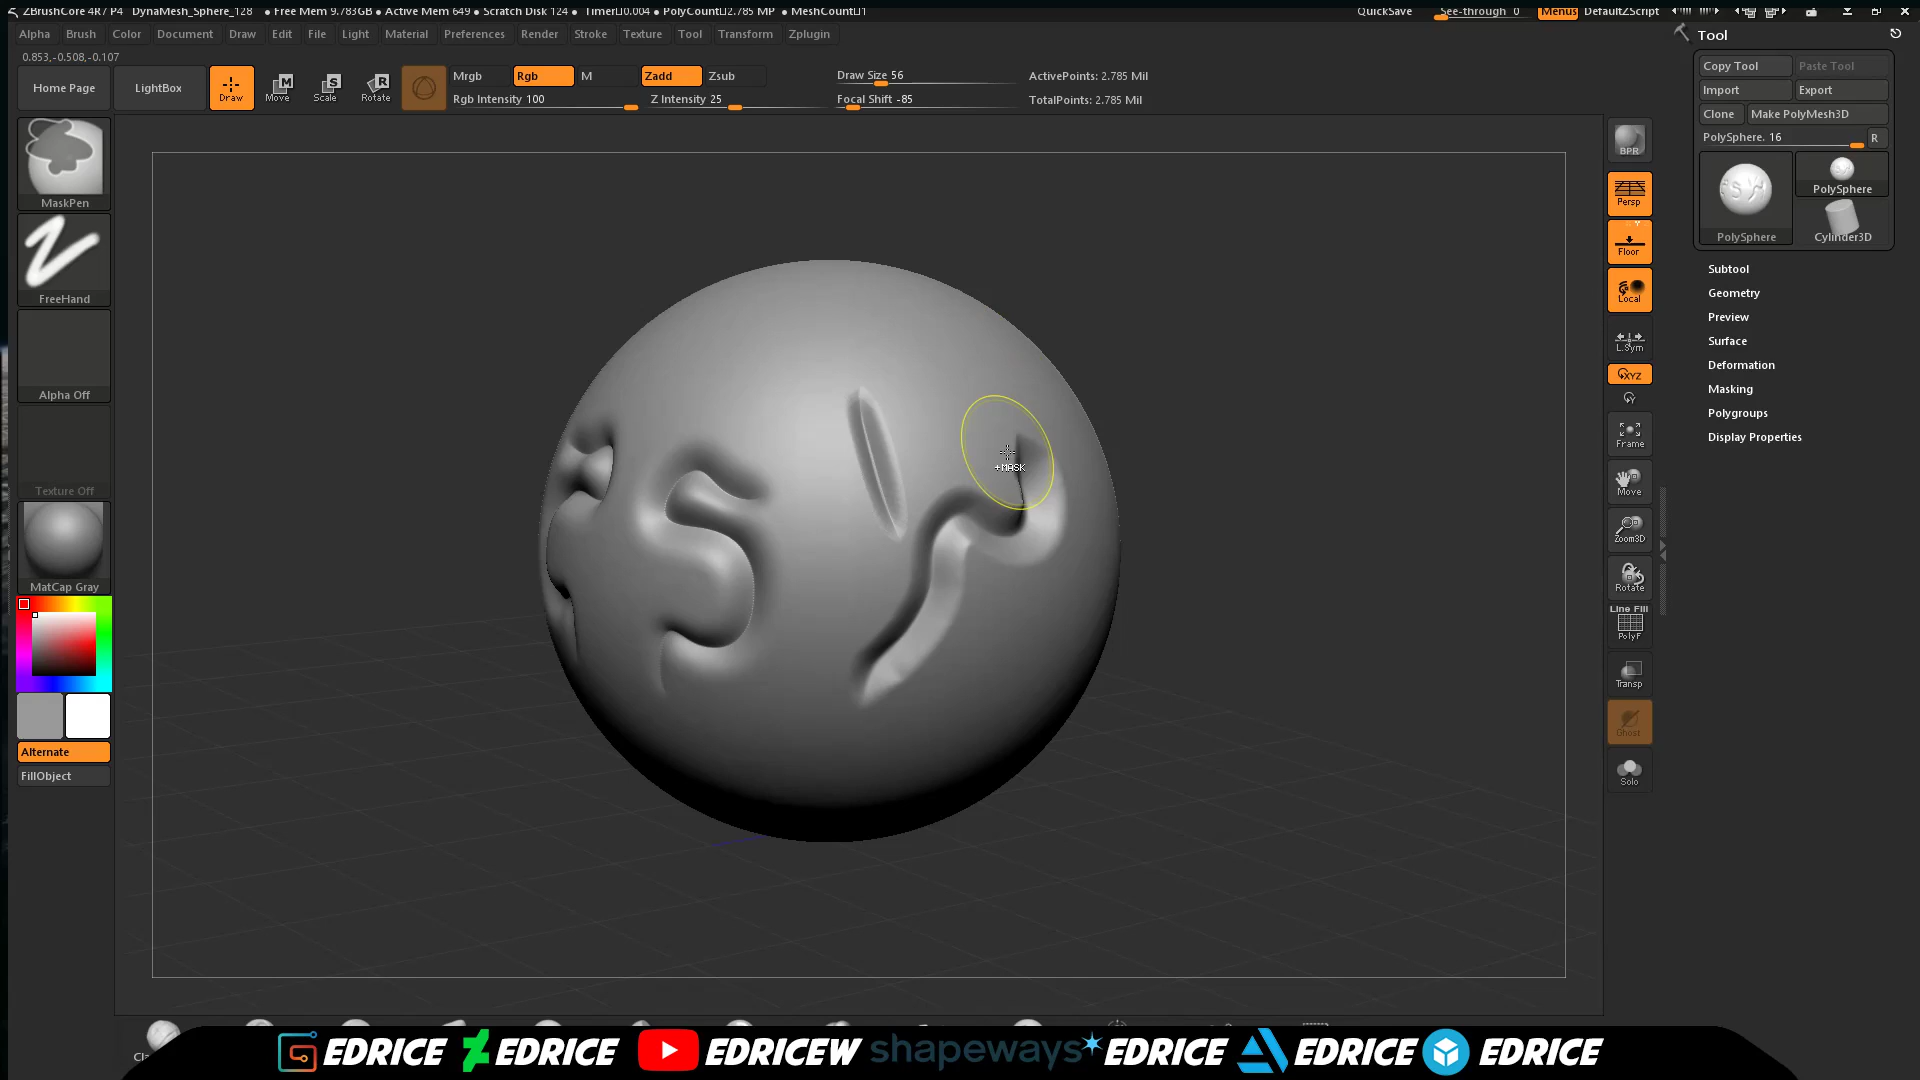 ZBrushCore 4R7 P4 DynaMesh_Sphere_128 • Free Mem 9.783GB • Active Mem 649 • Scratch Disk 124 • Timer□0.004 • PolyCount□2.785 MP • MeshCount□1 QuickSave See-through 0 Menus DefaultZScript
Alpha Brush Color Document Draw Edit File Light Material Preferences Render Stroke Texture Tool Transform Zplugin
Tool
0.853,-0.508,-0.107
Home Page LightBox Draw Move Scale Rotate
Mrgb Rgb M Zadd Zsub Draw Size 56 ActivePoints: 2.785 Mil
Rgb Intensity 100 Z Intensity 25 Focal Shift -85 TotalPoints: 2.785 Mil
Copy Tool Paste Tool
Import Export
Clone Make PolyMesh3D
PolySphere. 16 R
PolySphere
PolySphere Cylinder3D
Subtool
Geometry
Preview
Surface
Deformation
Masking
Polygroups
Display Properties
MaskPen
FreeHand
Alpha Off
Texture Off
MatCap Gray
Alternate
FillObject
+MASK
BPR
Persp
Floor
Local
L.Sym
XYZ
Y
Frame
Move
Zoom3D
Rotate
Line Fill
PolyF
Transp
Ghost
Solo
EDRICE EDRICE EDRICEW shapeways EDRICE EDRICE EDRICE